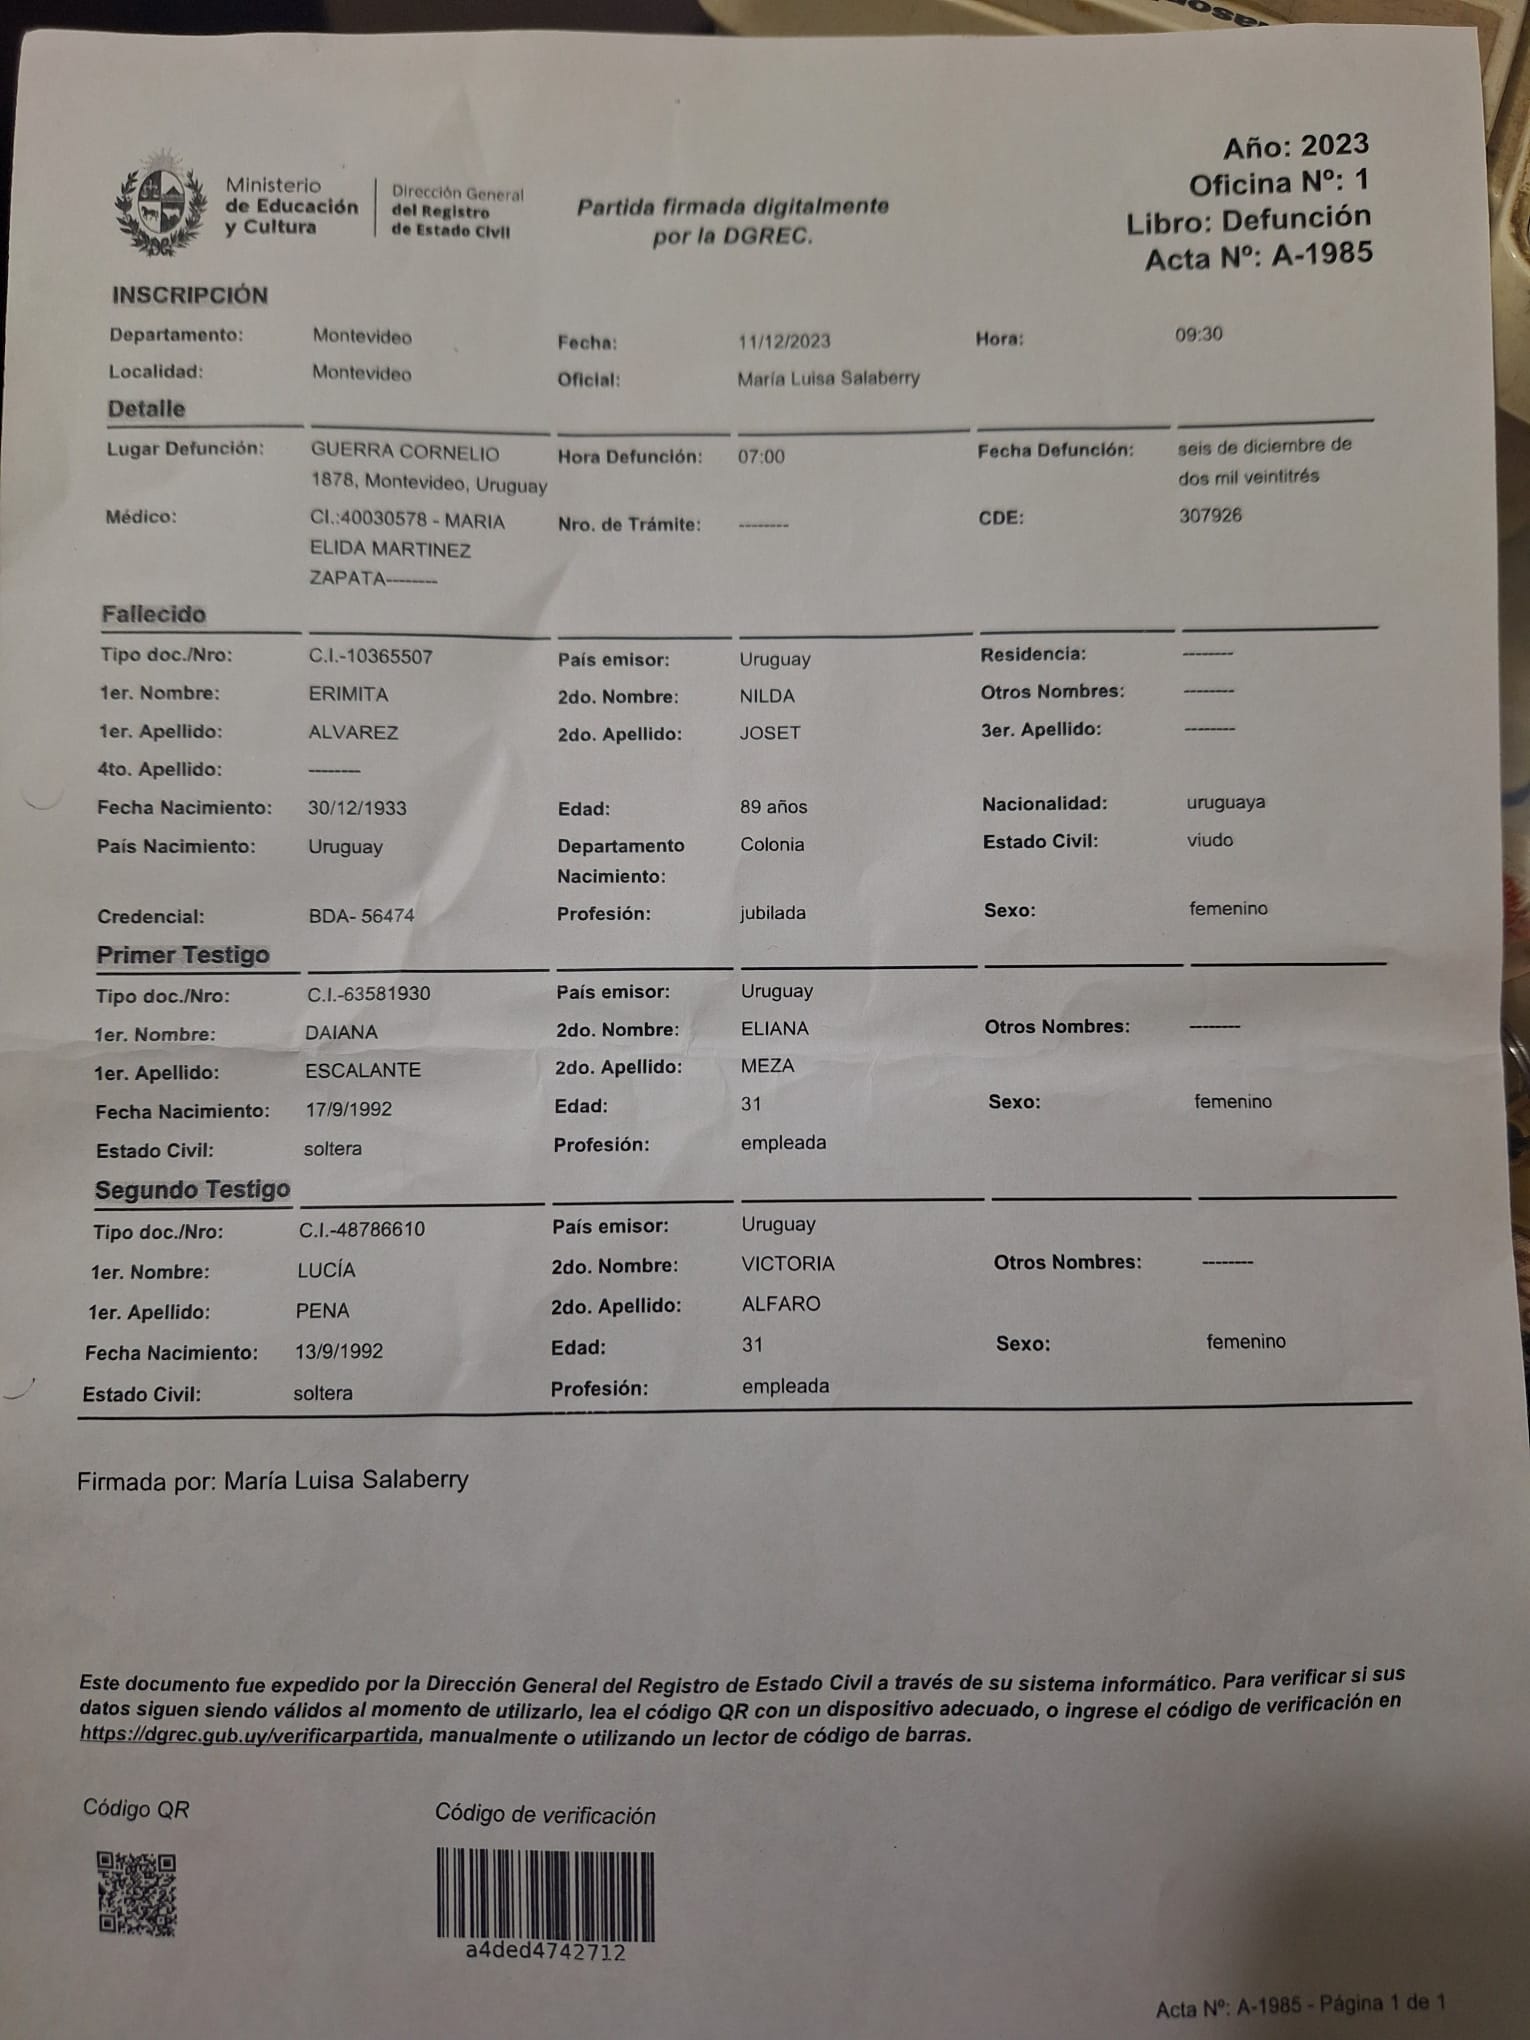 Año: 2023
Oficina Nº: 1
Libro: Defunción
Acta Nº: A-1985
Ministerio
de Educación
y Cultura
Dirección General
del Registro
de Estado Civil
Partida firmada digitalmente
por la DGREC.
INSCRIPCIÓN
Departamento: Montevideo Fecha: 11/12/2023 Hora: 09:30
Localidad: Montevideo Oficial: María Luisa Salaberry
Detalle
Lugar Defunción: GUERRA CORNELIO 1878, Montevideo, Uruguay Hora Defunción: 07:00 Fecha Defunción: seis de diciembre de dos mil veintitrés
Médico: CI.:40030578 - MARIA ELIDA MARTINEZ ZAPATA-------- Nro. de Trámite: -------- CDE: 307926
Fallecido
Tipo doc./Nro: C.I.-10365507 País emisor: Uruguay Residencia: --------
1er. Nombre: ERIMITA 2do. Nombre: NILDA Otros Nombres: --------
1er. Apellido: ALVAREZ 2do. Apellido: JOSET 3er. Apellido: --------
4to. Apellido: --------
Fecha Nacimiento: 30/12/1933 Edad: 89 años Nacionalidad: uruguaya
País Nacimiento: Uruguay Departamento Nacimiento: Colonia Estado Civil: viudo
Credencial: BDA- 56474 Profesión: jubilada Sexo: femenino
Primer Testigo
Tipo doc./Nro: C.I.-63581930 País emisor: Uruguay
1er. Nombre: DAIANA 2do. Nombre: ELIANA Otros Nombres: --------
1er. Apellido: ESCALANTE 2do. Apellido: MEZA
Fecha Nacimiento: 17/9/1992 Edad: 31 Sexo: femenino
Estado Civil: soltera Profesión: empleada
Segundo Testigo
Tipo doc./Nro: C.I.-48786610 País emisor: Uruguay
1er. Nombre: LUCÍA 2do. Nombre: VICTORIA Otros Nombres: --------
1er. Apellido: PENA 2do. Apellido: ALFARO
Fecha Nacimiento: 13/9/1992 Edad: 31 Sexo: femenino
Estado Civil: soltera Profesión: empleada
Firmada por: María Luisa Salaberry
Este documento fue expedido por la Dirección General del Registro de Estado Civil a través de su sistema informático. Para verificar si sus
datos siguen siendo válidos al momento de utilizarlo, lea el código QR con un dispositivo adecuado, o ingrese el código de verificación en
https://dgrec.gub.uy/verificarpartida, manualmente o utilizando un lector de código de barras.
Código QR Código de verificación
a4ded4742712
Acta Nº: A-1985 - Página 1 de 1